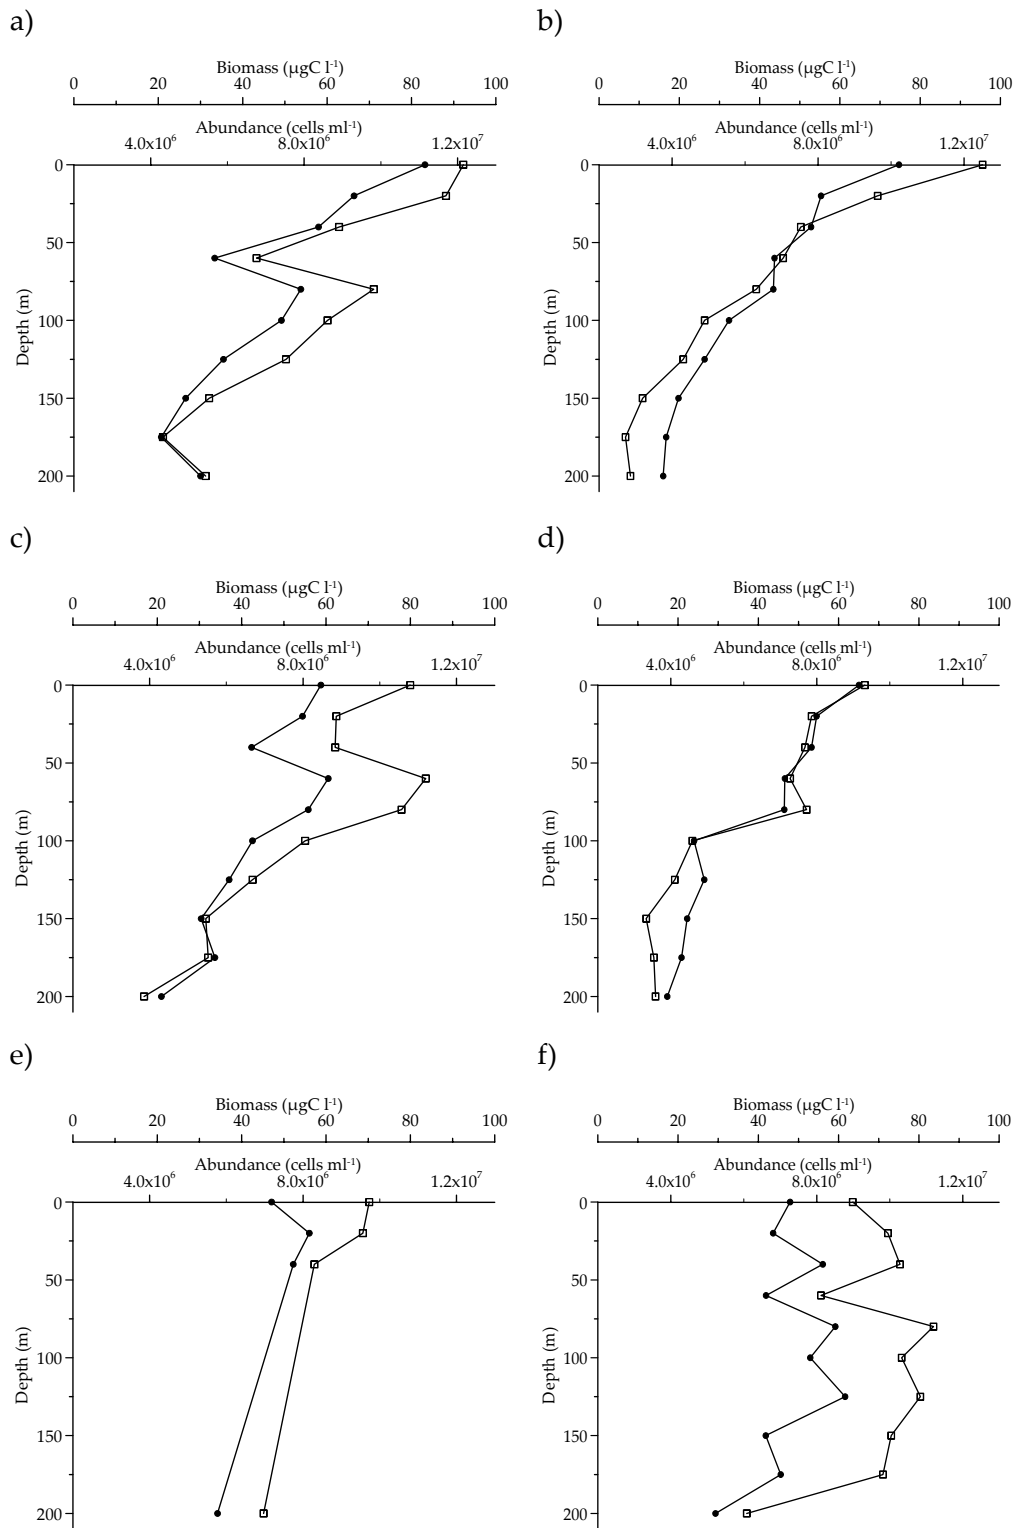 a)
Biomass (µgC l⁻¹)
0 20 40 60 80 100
Abundance (cells ml⁻¹)
4.0x10⁶ 8.0x10⁶ 1.2x10⁷
0
50
100
150
200
Depth (m)
b)
Biomass (µgC l⁻¹)
0 20 40 60 80 100
Abundance (cells ml⁻¹)
4.0x10⁶ 8.0x10⁶ 1.2x10⁷
0
50
100
150
200
Depth (m)
c)
Biomass (µgC l⁻¹)
0 20 40 60 80 100
Abundance (cells ml⁻¹)
4.0x10⁶ 8.0x10⁶ 1.2x10⁷
0
50
100
150
200
Depth (m)
d)
Biomass (µgC l⁻¹)
0 20 40 60 80 100
Abundance (cells ml⁻¹)
4.0x10⁶ 8.0x10⁶ 1.2x10⁷
0
50
100
150
200
Depth (m)
e)
Biomass (µgC l⁻¹)
0 20 40 60 80 100
Abundance (cells ml⁻¹)
4.0x10⁶ 8.0x10⁶ 1.2x10⁷
0
50
100
150
200
Depth (m)
f)
Biomass (µgC l⁻¹)
0 20 40 60 80 100
Abundance (cells ml⁻¹)
4.0x10⁶ 8.0x10⁶ 1.2x10⁷
0
50
100
150
200
Depth (m)